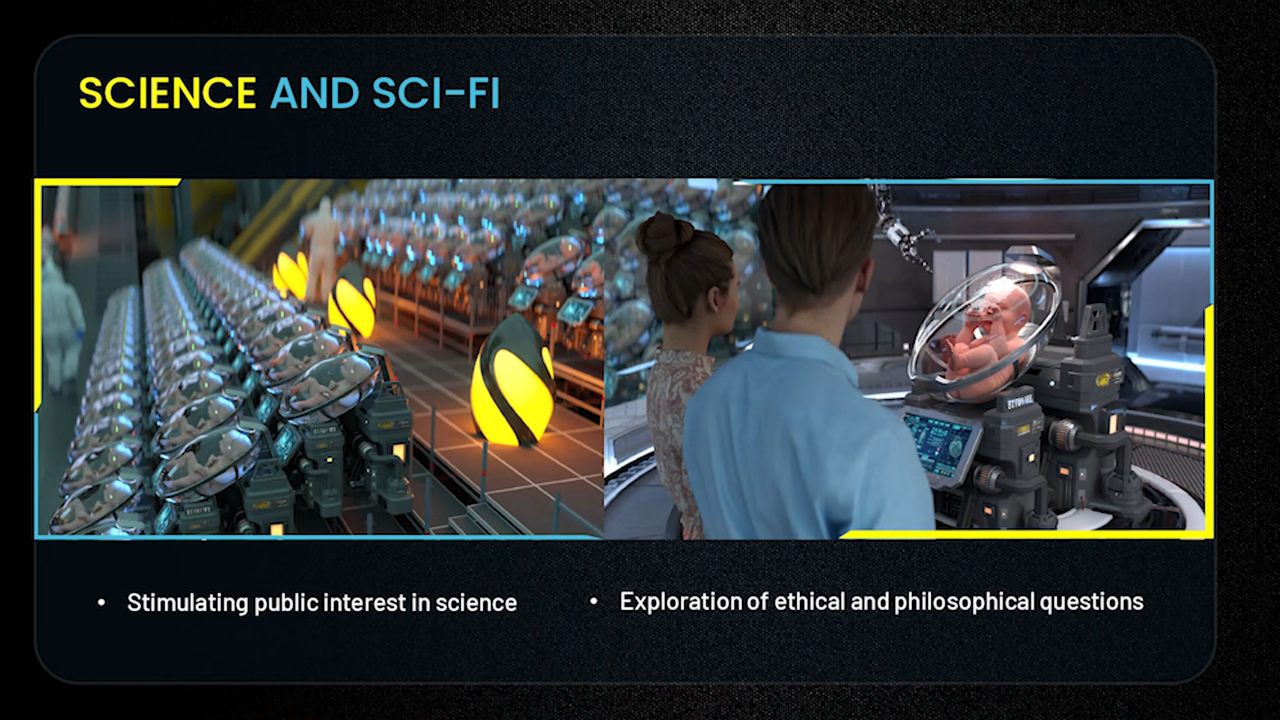 SCIENCE AND SCI-FI
• Stimulating public interest in science
• Exploration of ethical and philosophical questions